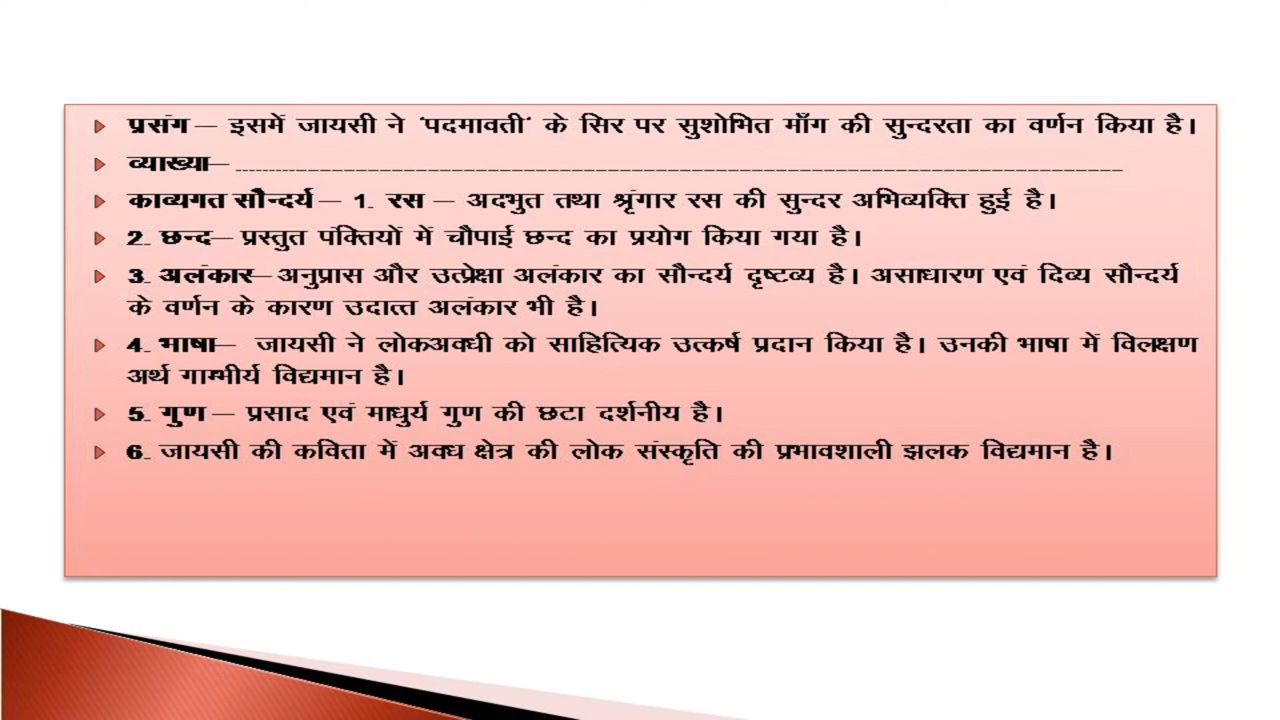 प्रसंग – इसमें जायसी ने 'पदमावती' के सिर पर सुशोभित माँग की सुन्दरता का वर्णन किया है।
व्याख्या– ________________________________________________________________________________
काव्यगत सौन्दर्य – 1. रस – अदभुत तथा श्रृंगार रस की सुन्दर अभिव्यक्ति हुई है।
2. छन्द– प्रस्तुत पंक्तियों में चौपाई छन्द का प्रयोग किया गया है।
3. अलंकार–अनुप्रास और उत्प्रेक्षा अलंकार का सौन्दर्य दृष्टव्य है। असाधारण एवं दिव्य सौन्दर्य
के वर्णन के कारण उदात्त अलंकार भी है।
4. भाषा– जायसी ने लोकअवधी को साहित्यिक उत्कर्ष प्रदान किया है। उनकी भाषा में विलक्षण
अर्थ गाम्भीर्य विद्यमान है।
5. गुण – प्रसाद एवं माधुर्य गुण की छटा दर्शनीय है।
6. जायसी की कविता में अवध क्षेत्र की लोक संस्कृति की प्रभावशाली झलक विद्यमान है।